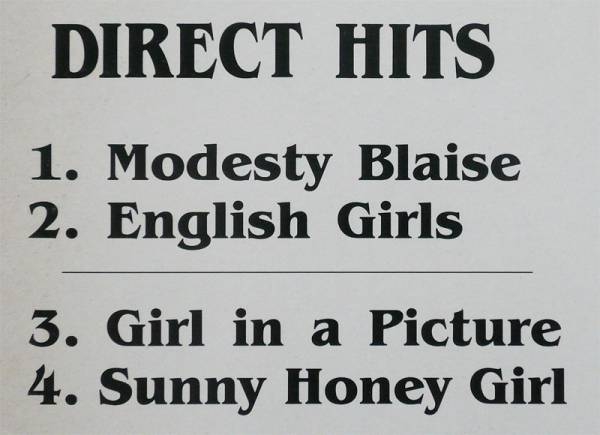 DIRECT HITS
1. Modesty Blaise
2. English Girls
3. Girl in a Picture
4. Sunny Honey Girl